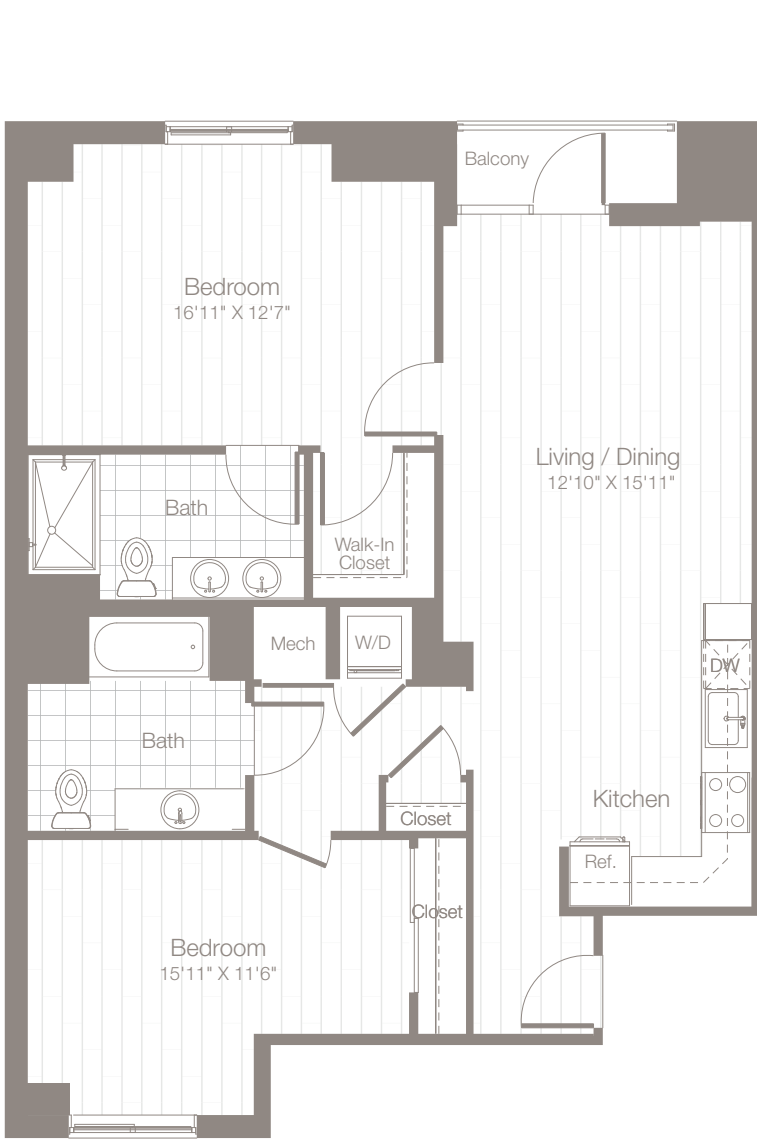 Balcony
Bedroom
16'11" X 12'7"
Living / Dining
12'10" X 15'11"
Bath
Walk-In
Closet
Mech
W/D
DW
Bath
Kitchen
Closet
Ref.
Closet
Bedroom
15'11" X 11'6"